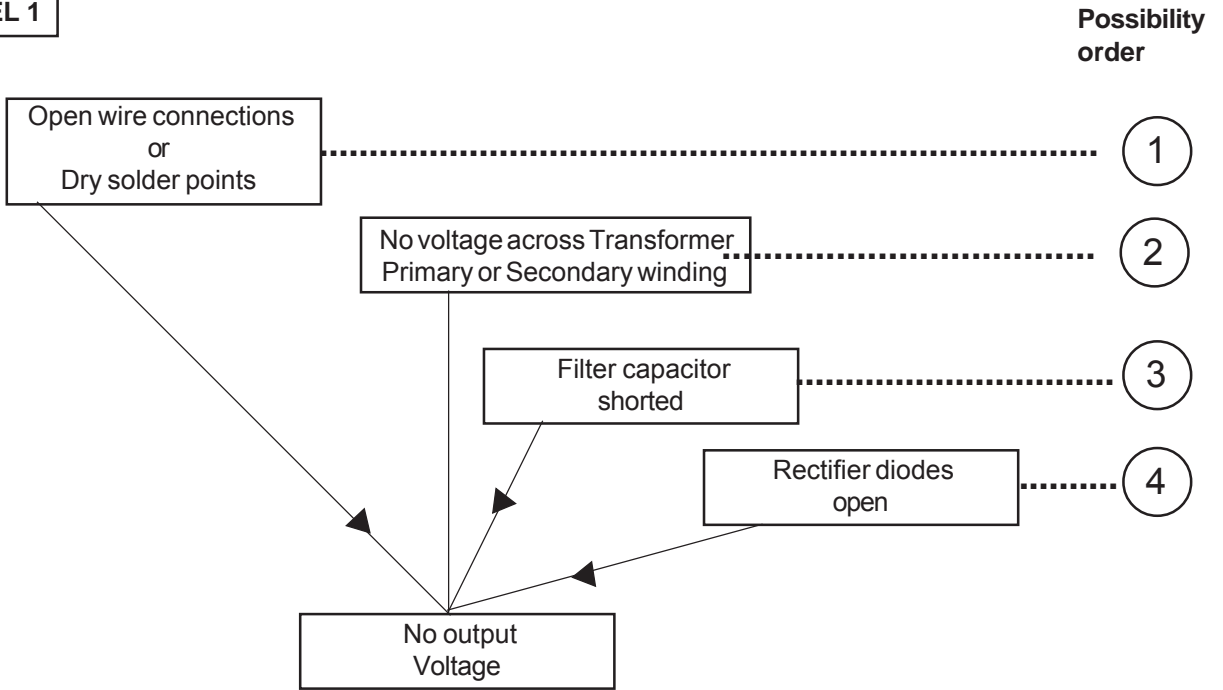 EL 1
Possibility
order
Open wire connections
or
Dry solder points
1
No voltage across Transformer
Primary or Secondary winding
2
Filter capacitor
shorted
3
Rectifier diodes
open
4
No output
Voltage